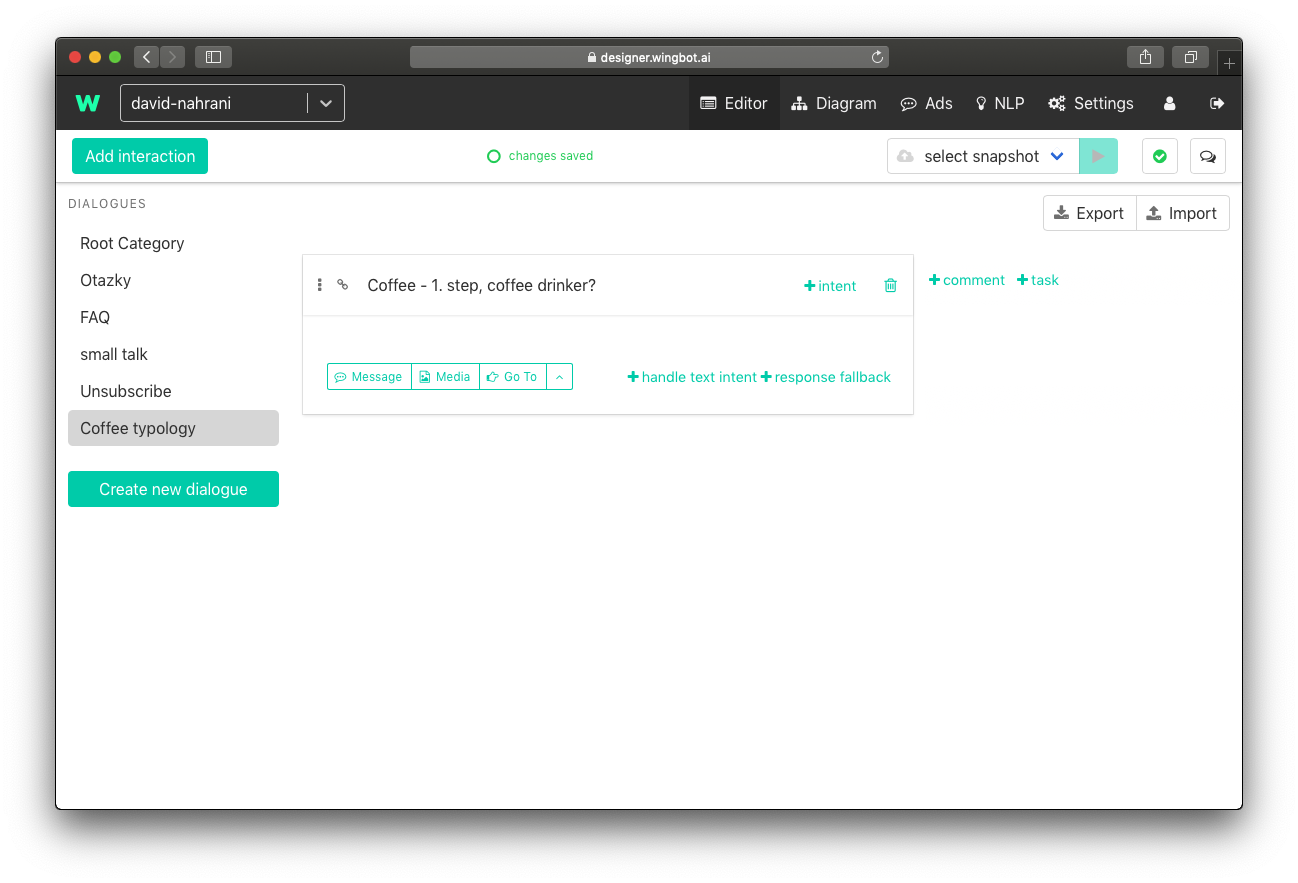 designer.wingbot.ai
W david-nahrani Editor Diagram Ads NLP Settings
Add interaction changes saved select snapshot
DIALOGUES
Export Import
Root Category
Otazky
FAQ
small talk
Unsubscribe
Coffee typology
Create new dialogue
Coffee - 1. step, coffee drinker? +intent +comment +task
Message Media Go To +handle text intent +response fallback